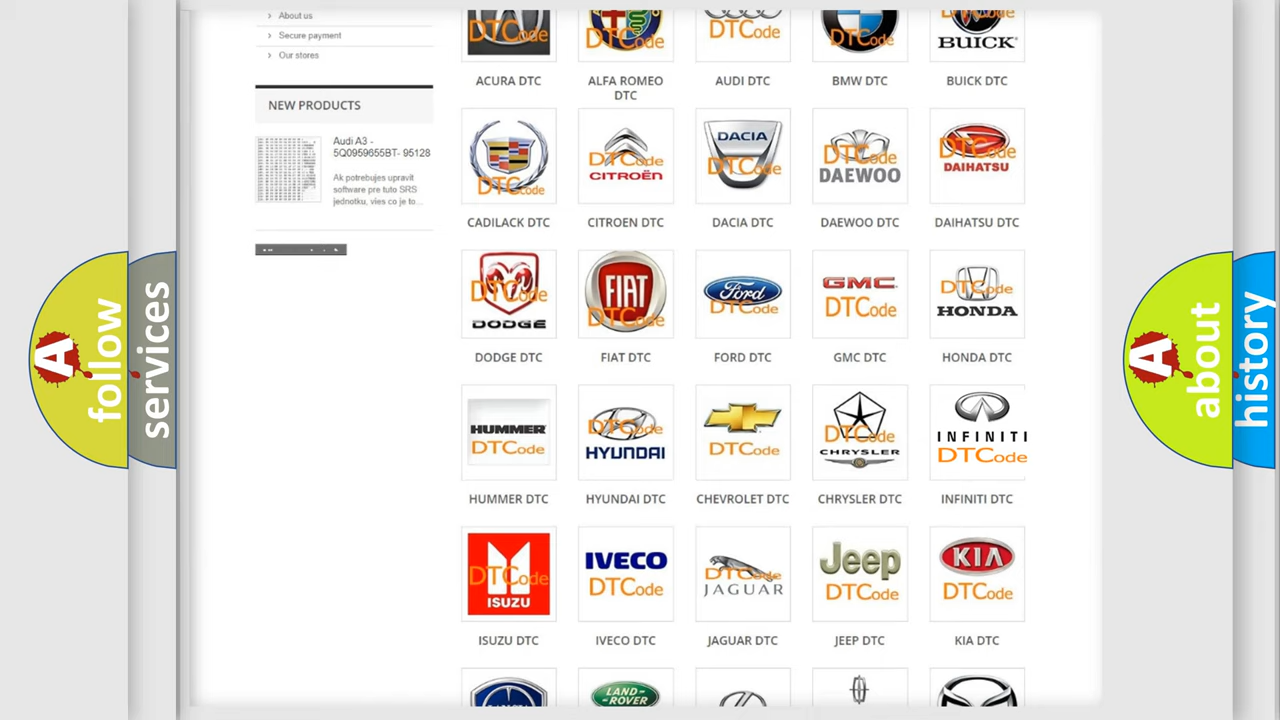 About us
Secure payment
Our stores
NEW PRODUCTS
Audi A3 -
5Q0959655BT- 95128
Ak potrebujes upravit
software pre tuto SRS
jednotku, vies co je to...
DTCode DTCode DTCode DTCode BUICK
ACURA DTC ALFA ROMEO DTC AUDI DTC BMW DTC BUICK DTC
DTCode DTCode CITROËN DACIA DTCode DTCode DAEWOO DTCode DAIHATSU
CADILACK DTC CITROEN DTC DACIA DTC DAEWOO DTC DAIHATSU DTC
DTCode DODGE FIAT DTCode Ford DTCode GMC DTCode DTCode HONDA
DODGE DTC FIAT DTC FORD DTC GMC DTC HONDA DTC
HUMMER DTCode DTCode HYUNDAI DTCode DTCode CHRYSLER INFINITI DTCode
HUMMER DTC HYUNDAI DTC CHEVROLET DTC CHRYSLER DTC INFINITI DTC
DTCode ISUZU IVECO DTCode DTCode JAGUAR Jeep DTCode KIA DTCode
ISUZU DTC IVECO DTC JAGUAR DTC JEEP DTC KIA DTC
LAND-
ROVER
A follow
services
A about
history